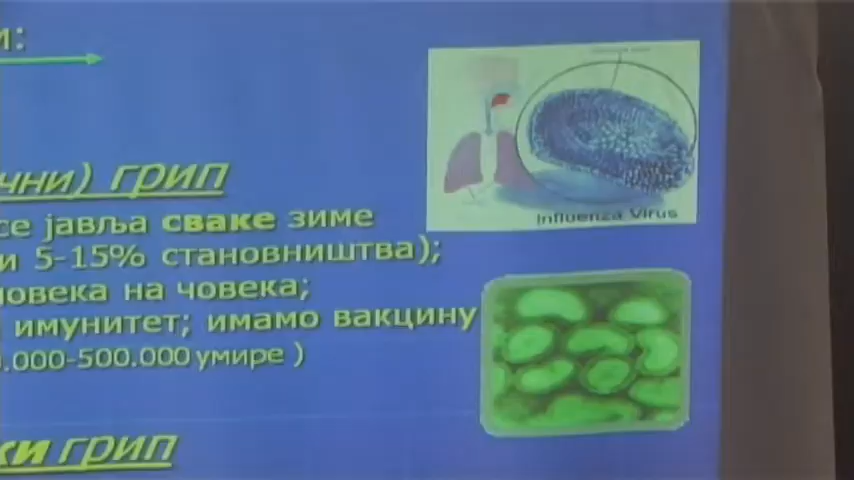 и:
чни) грип
се јавља сваке зиме
и 5-15% становништва);
човека на човека;
имунитет; имамо вакцину
.000-500.000 умире )
ки грип
Influenza Virus